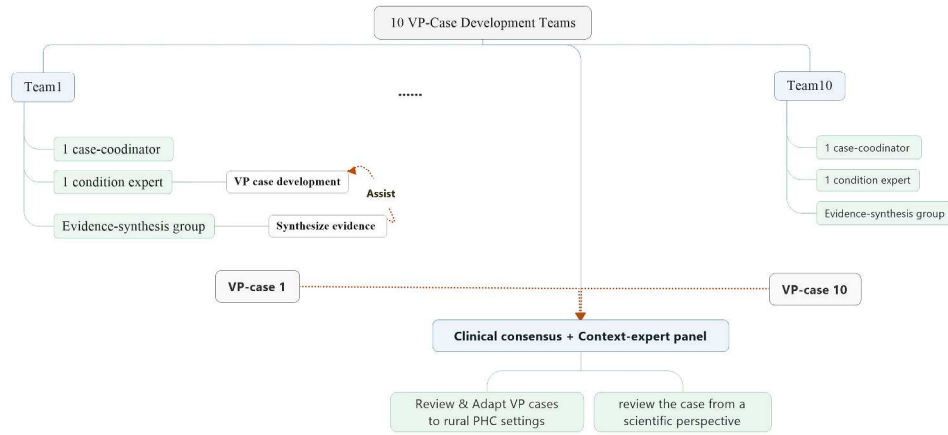 10 VP-Case Development Teams
Team1
......
Team10
1 case-coodinator
1 condition expert
VP case development
Assist
Evidence-synthesis group
Synthesize evidence
1 case-coodinator
1 condition expert
Evidence-synthesis group
VP-case 1
VP-case 10
Clinical consensus + Context-expert panel
Review & Adapt VP cases
to rural PHC settings
review the case from a
scientific perspective